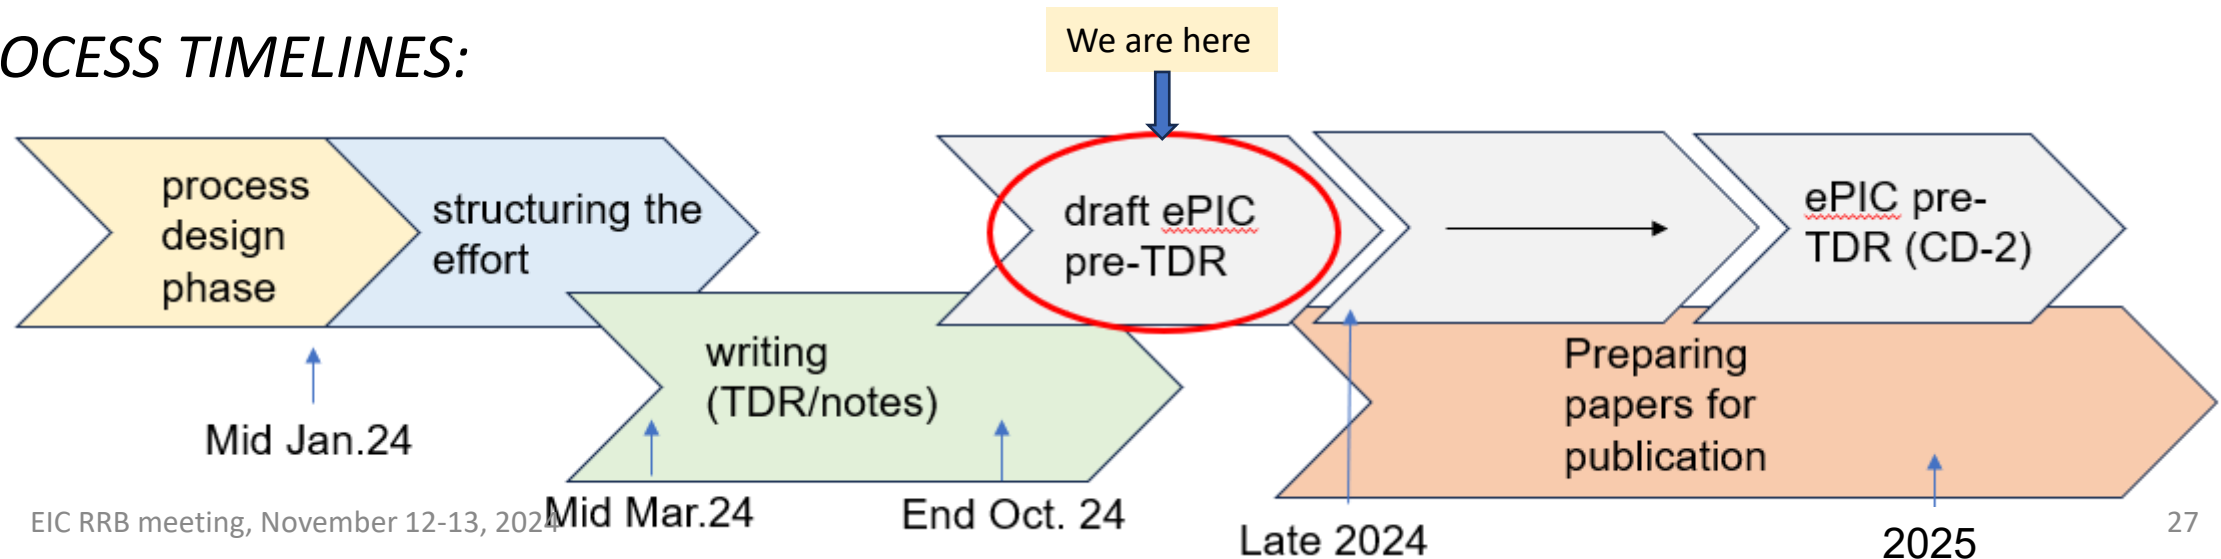 OCESS TIMELINES:
We are here
process
design
phase
structuring the
effort
draft ePIC
pre-TDR
ePIC pre-
TDR (CD-2)
writing
(TDR/notes)
Preparing
papers for
publication
Mid Jan.24
Mid Mar.24
End Oct. 24
Late 2024
2025
EIC RRB meeting, November 12-13, 2024
27